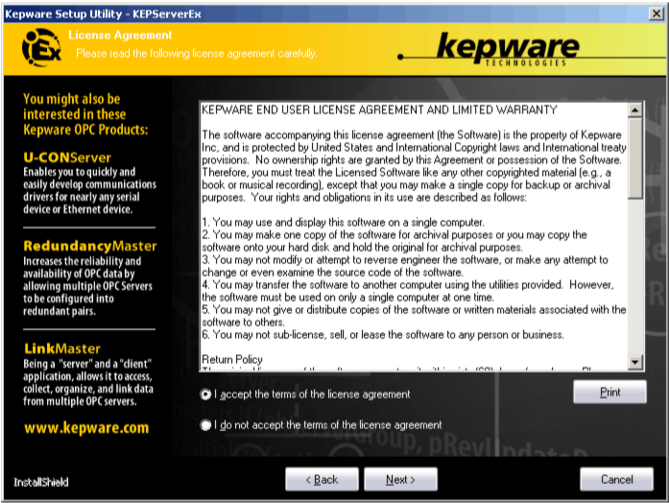 Kepware Setup Utility - KEPServerEx
License Agreement
Please read the following license agreement carefully.
Ex
kepware
TECHNOLOGIES
You might also be
interested in these
Kepware OPC Products:
U-CONServer
Enables you to quickly and
easily develop communications
drivers for nearly any serial
device or Ethernet device.
RedundancyMaster
Increases the reliability and
availability of OPC data by
allowing multiple OPC Servers
to be configured into
redundant pairs.
LinkMaster
Being a "server" and a "client"
application, allows it to access,
collect, organize, and link data
from multiple OPC servers.
www.kepware.com
KEPWARE END USER LICENSE AGREEMENT AND LIMITED WARRANTY
The software accompanying this license agreement (the Software) is the property of Kepware
Inc, and is protected by United States and International Copyright laws and International treaty
provisions. No ownership rights are granted by this Agreement or possession of the Software.
Therefore, you must treat the Licensed Software like any other copyrighted material (e.g., a
book or musical recording), except that you may make a single copy for backup or archival
purposes. Your rights and obligations in its use are described as follows:
1. You may use and display this software on a single computer.
2. You may make one copy of the software for archival purposes or you may copy the
software onto your hard disk and hold the original for archival purposes.
3. You may not modify or attempt to reverse engineer the software, or make any attempt to
change or even examine the source code of the software.
4. You may transfer the software to another computer using the utilities provided. However,
the software must be used on only a single computer at one time.
5. You may not give or distribute copies of the software or written materials associated with the
software to others.
6. You may not sub-license, sell, or lease the software to any person or business.
Return Policy
I accept the terms of the license agreement
Print
I do not accept the terms of the license agreement
InstallShield
< Back
Next >
Cancel